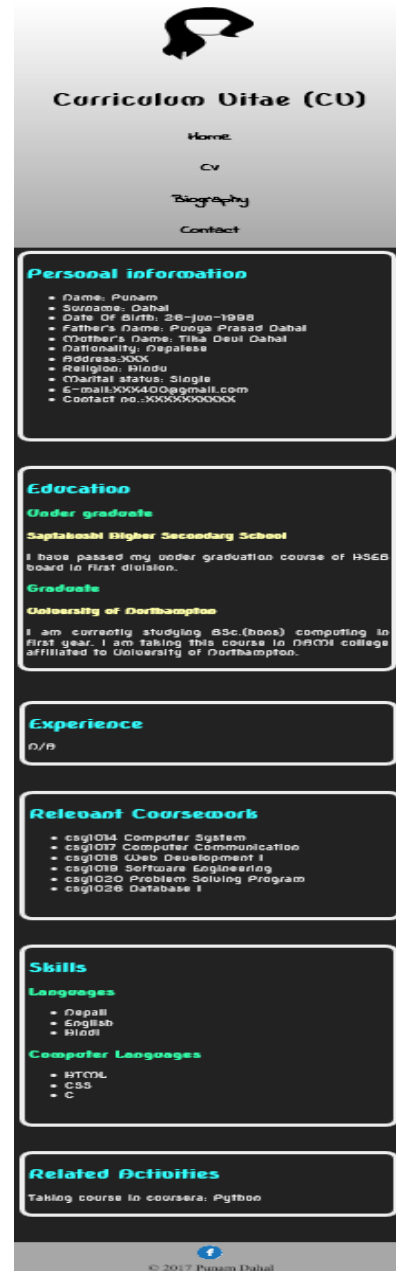 Curriculum Vitae (CV)
Home
Cv
Biography
Contact
Personal information
Name: Punam
Surname: Dahal
Date Of Birth: 26-Jun-1998
Father's Name: Punya Prasad Dahal
Mother's Name: Tika Devi Dahal
Nationality: Nepalese
Address:XXX
Religion: Hindu
Marital status: Single
E-mail:XXX400@gmail.com
Contact no.:XXXXXXXXXX
Education
Under graduate
Saptakoshi Higher Secondary School
I have passed my under graduation course of HSEB
board in first division.
Graduate
University of Northampton
I am currently studying BSc.(hons) computing in
first year. I am taking this course in NAMI college
affiliated to University of Northampton.
Experience
N/A
Relevant Coursework
csy1014 Computer System
csy1017 Computer Communication
csy1018 Web Development I
csy1019 Software Engineering
csy1020 Problem Solving Program
csy1026 Database I
Skills
Languages
Nepali
English
Hindi
Computer Languages
HTML
CSS
C
Related Activities
Taking course in coursera: Python
f
© 2017 Punam Dahal